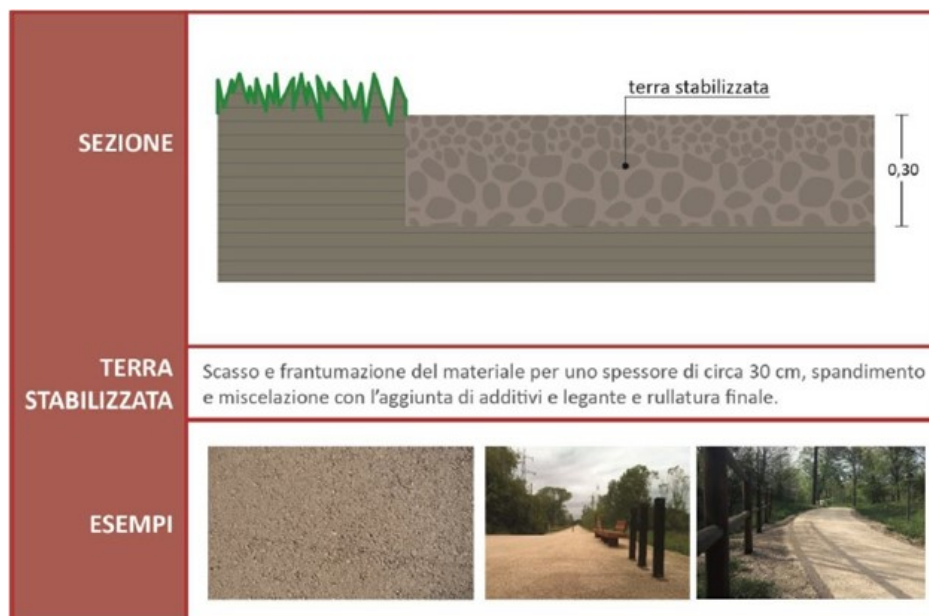 SEZIONE
terra stabilizzata
0,30
TERRA
STABILIZZATA
Scasso e frantumazione del materiale per uno spessore di circa 30 cm, spandimento
e miscelazione con l'aggiunta di additivi e legante e rullatura finale.
ESEMPI